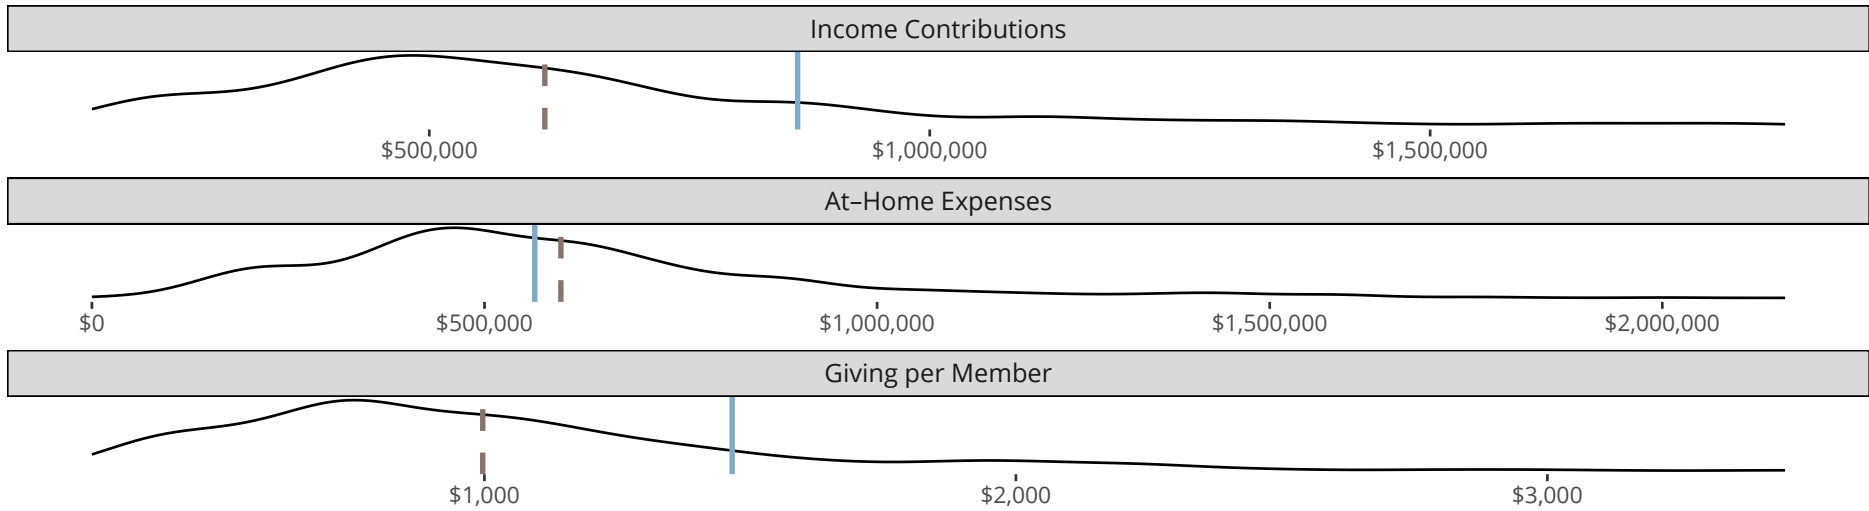 Income Contributions
$500,000 $1,000,000 $1,500,000
At–Home Expenses
$0 $500,000 $1,000,000 $1,500,000 $2,000,000
Giving per Member
$1,000 $2,000 $3,000